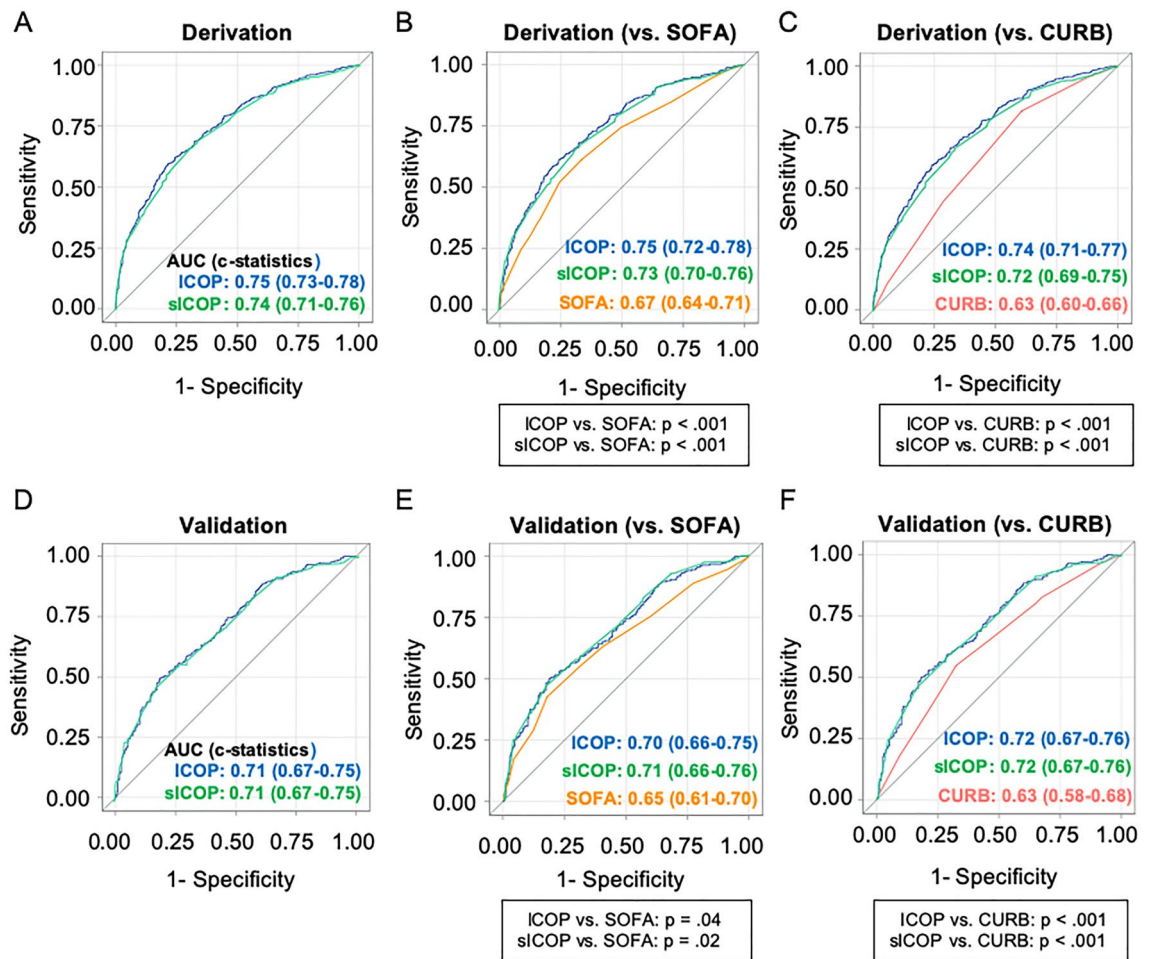 A
Derivation
1.00
0.75
0.50
0.25
0.00
Sensitivity
AUC (c-statistics)
ICOP: 0.75 (0.73-0.78)
sICOP: 0.74 (0.71-0.76)
0.00 0.25 0.50 0.75 1.00
1- Specificity
B
Derivation (vs. SOFA)
1.00
0.75
0.50
0.25
0.00
Sensitivity
ICOP: 0.75 (0.72-0.78)
sICOP: 0.73 (0.70-0.76)
SOFA: 0.67 (0.64-0.71)
0.00 0.25 0.50 0.75 1.00
1- Specificity
ICOP vs. SOFA: p < .001
sICOP vs. SOFA: p < .001
C
Derivation (vs. CURB)
1.00
0.75
0.50
0.25
0.00
Sensitivity
ICOP: 0.74 (0.71-0.77)
sICOP: 0.72 (0.69-0.75)
CURB: 0.63 (0.60-0.66)
0.00 0.25 0.50 0.75 1.00
1- Specificity
ICOP vs. CURB: p < .001
sICOP vs. CURB: p < .001
D
Validation
1.00
0.75
0.50
0.25
0.00
Sensitivity
AUC (c-statistics)
ICOP: 0.71 (0.67-0.75)
sICOP: 0.71 (0.67-0.75)
0.00 0.25 0.50 0.75 1.00
1- Specificity
E
Validation (vs. SOFA)
1.00
0.75
0.50
0.25
0.00
Sensitivity
ICOP: 0.70 (0.66-0.75)
sICOP: 0.71 (0.66-0.76)
SOFA: 0.65 (0.61-0.70)
0.00 0.25 0.50 0.75 1.00
1- Specificity
ICOP vs. SOFA: p = .04
sICOP vs. SOFA: p = .02
F
Validation (vs. CURB)
1.00
0.75
0.50
0.25
0.00
Sensitivity
ICOP: 0.72 (0.67-0.76)
sICOP: 0.72 (0.67-0.76)
CURB: 0.63 (0.58-0.68)
0.00 0.25 0.50 0.75 1.00
1- Specificity
ICOP vs. CURB: p < .001
sICOP vs. CURB: p < .001